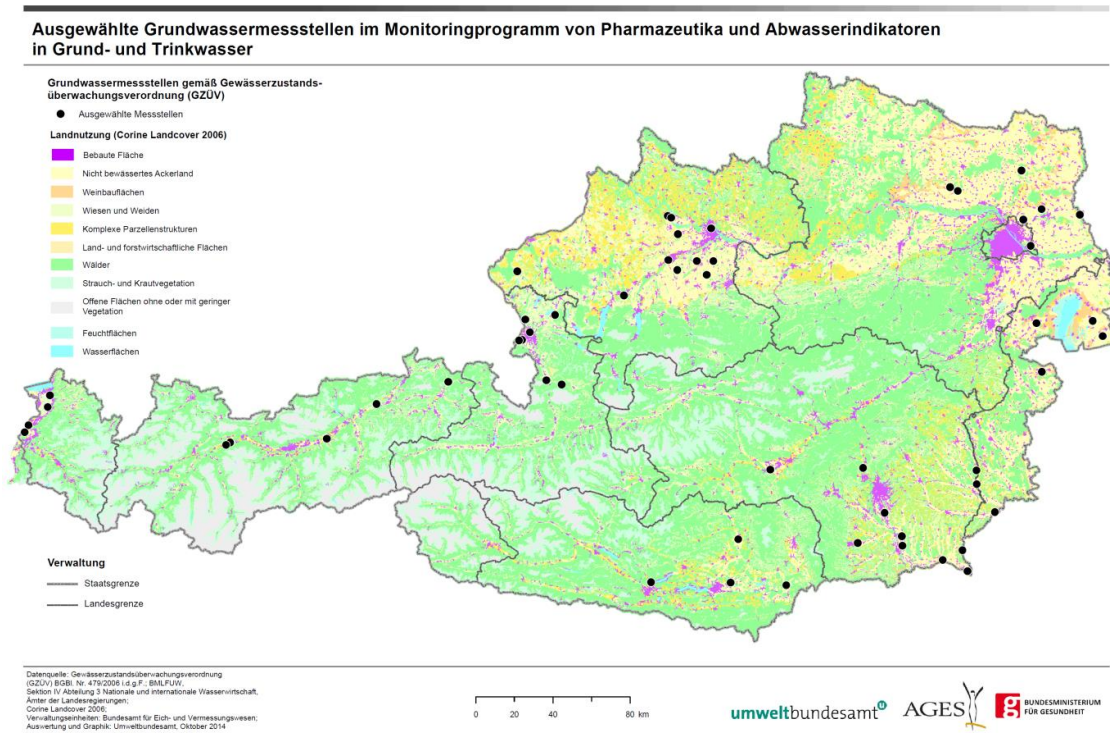 Ausgewählte Grundwassermessstellen im Monitoringprogramm von Pharmazeutika und Abwasserindikatoren
in Grund- und Trinkwasser
Grundwassermessstellen gemäß Gewässerzustands-
überwachungsverordnung (GZÜV)
Ausgewählte Messstellen
Landnutzung (Corine Landcover 2006)
Bebaute Fläche
Nicht bewässertes Ackerland
Weinbauflächen
Wiesen und Weiden
Komplexe Parzellenstrukturen
Land- und forstwirtschaftliche Flächen
Wälder
Strauch- und Krautvegetation
Offene Flächen ohne oder mit geringer
Vegetation
Feuchtflächen
Wasserflächen
Verwaltung
Staatsgrenze
Landesgrenze
Datenquelle: Gewässerzustandsüberwachungsverordnung
(GZÜV) BGBl. Nr. 479/2006 i.d.g.F.; BMLFUW,
Sektion IV Abteilung 3 Nationale und internationale Wasserwirtschaft,
Ämter der Landesregierungen;
Corine Landcover 2006;
Verwaltungseinheiten: Bundesamt für Eich- und Vermessungswesen;
Auswertung und Graphik: Umweltbundesamt, Oktober 2014
0 20 40 80 km
umweltbundesamt u
AGES
BUNDESMINISTERIUM
FÜR GESUNDHEIT